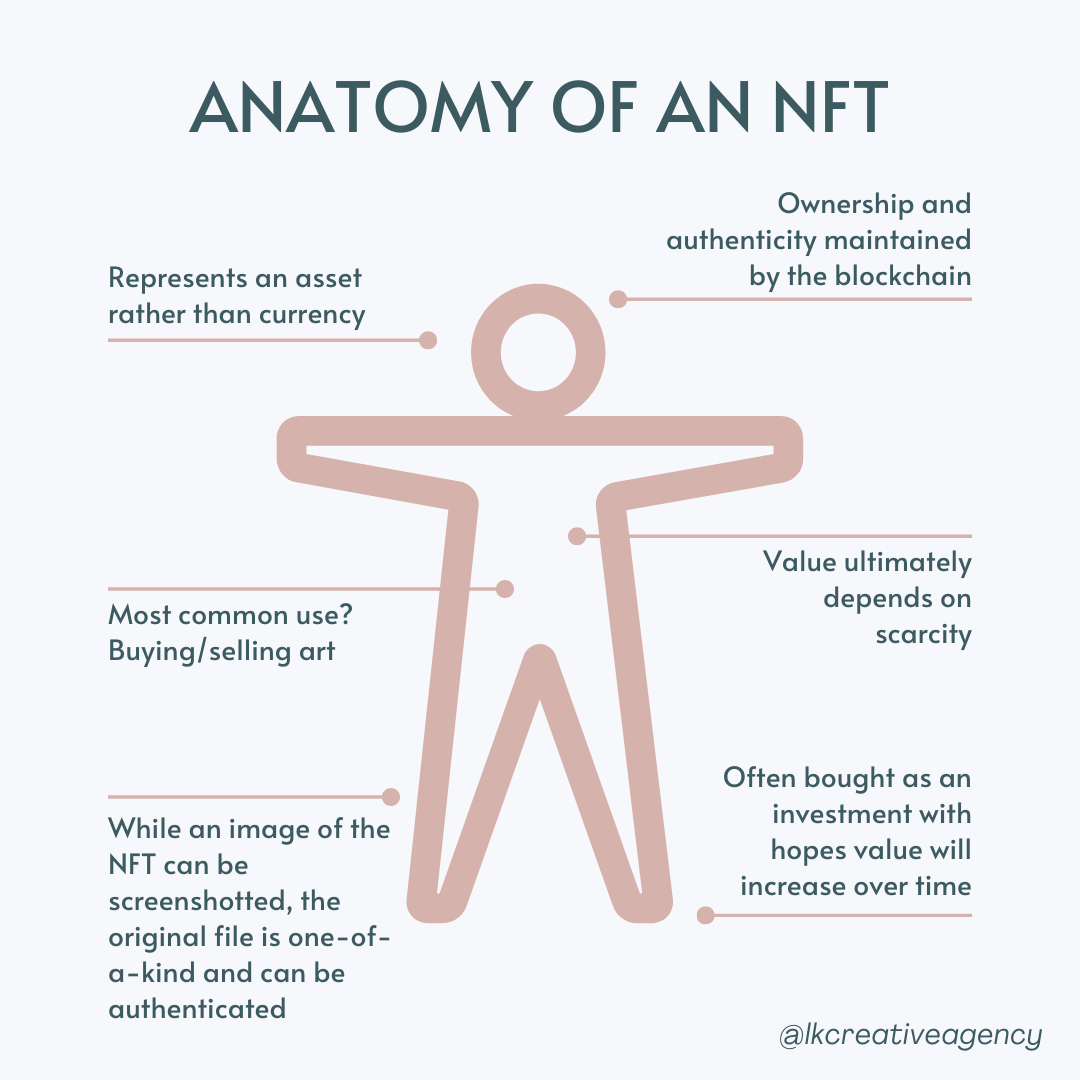 ANATOMY OF AN NFT
Ownership and
authenticity maintained
by the blockchain
Represents an asset
rather than currency
Value ultimately
depends on
scarcity
Most common use?
Buying/selling art
Often bought as an
investment with
hopes value will
increase over time
While an image of the
NFT can be
screenshotted, the
original file is one-of-
a-kind and can be
authenticated
@lkcreativeagency